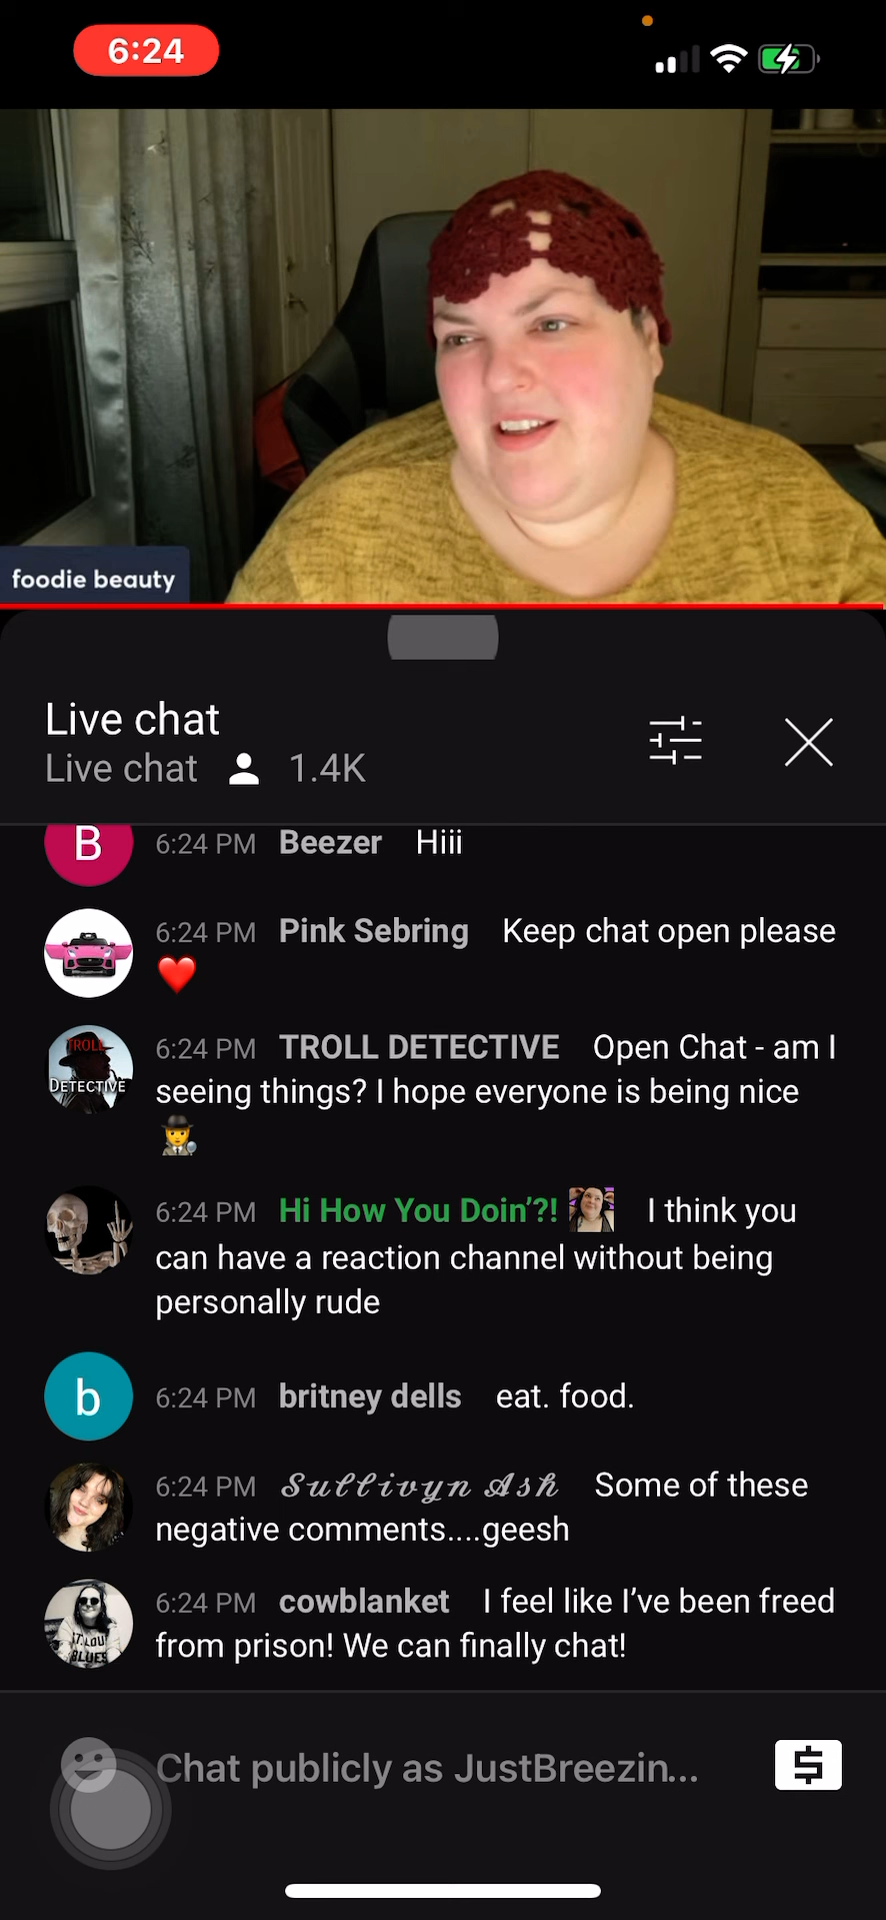 6:24
foodie beauty
Live chat
Live chat 1.4K
B 6:24 PM Beezer Hiii
6:24 PM Pink Sebring Keep chat open please
❤️
TROLL
DETECTIVE
6:24 PM TROLL DETECTIVE Open Chat - am I
seeing things? I hope everyone is being nice
🕵️
6:24 PM Hi How You Doin’?! I think you
can have a reaction channel without being
personally rude
b 6:24 PM britney dells eat. food.
6:24 PM 𝓢𝓾𝓵𝓵𝓲𝓿𝔂𝓷 𝓐𝓼𝓱 Some of these
negative comments....geesh
ST. LOUIS
BLUES
6:24 PM cowblanket I feel like I’ve been freed
from prison! We can finally chat!
Chat publicly as JustBreezin...
$